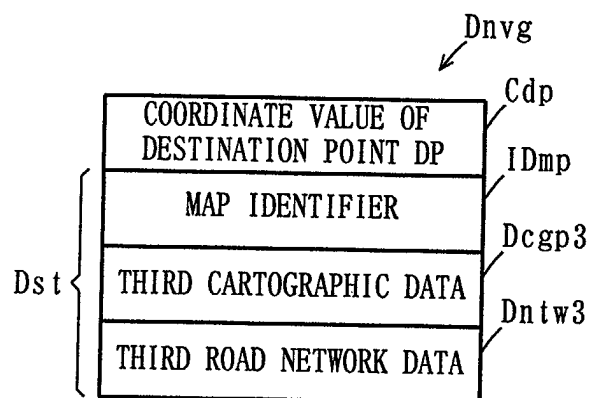 Dnvg
Cdp
COORDINATE VALUE OF
DESTINATION POINT DP
IDmp
MAP IDENTIFIER
Dcgp3
Dst
THIRD CARTOGRAPHIC DATA
Dntw3
THIRD ROAD NETWORK DATA